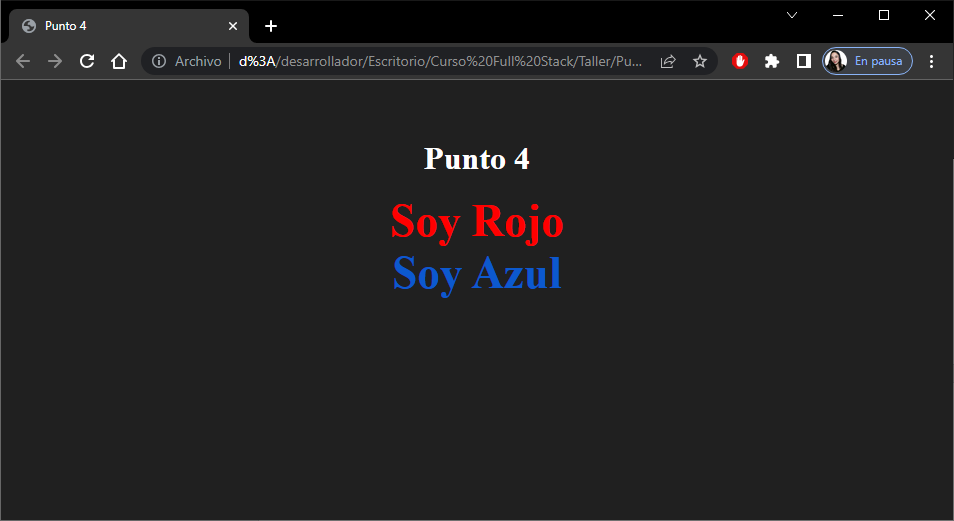 Punto 4
Archivo d%3A/desarrollador/Escritorio/Curso%20Full%20Stack/Taller/Pu...
En pausa
Punto 4
Soy Rojo
Soy Azul